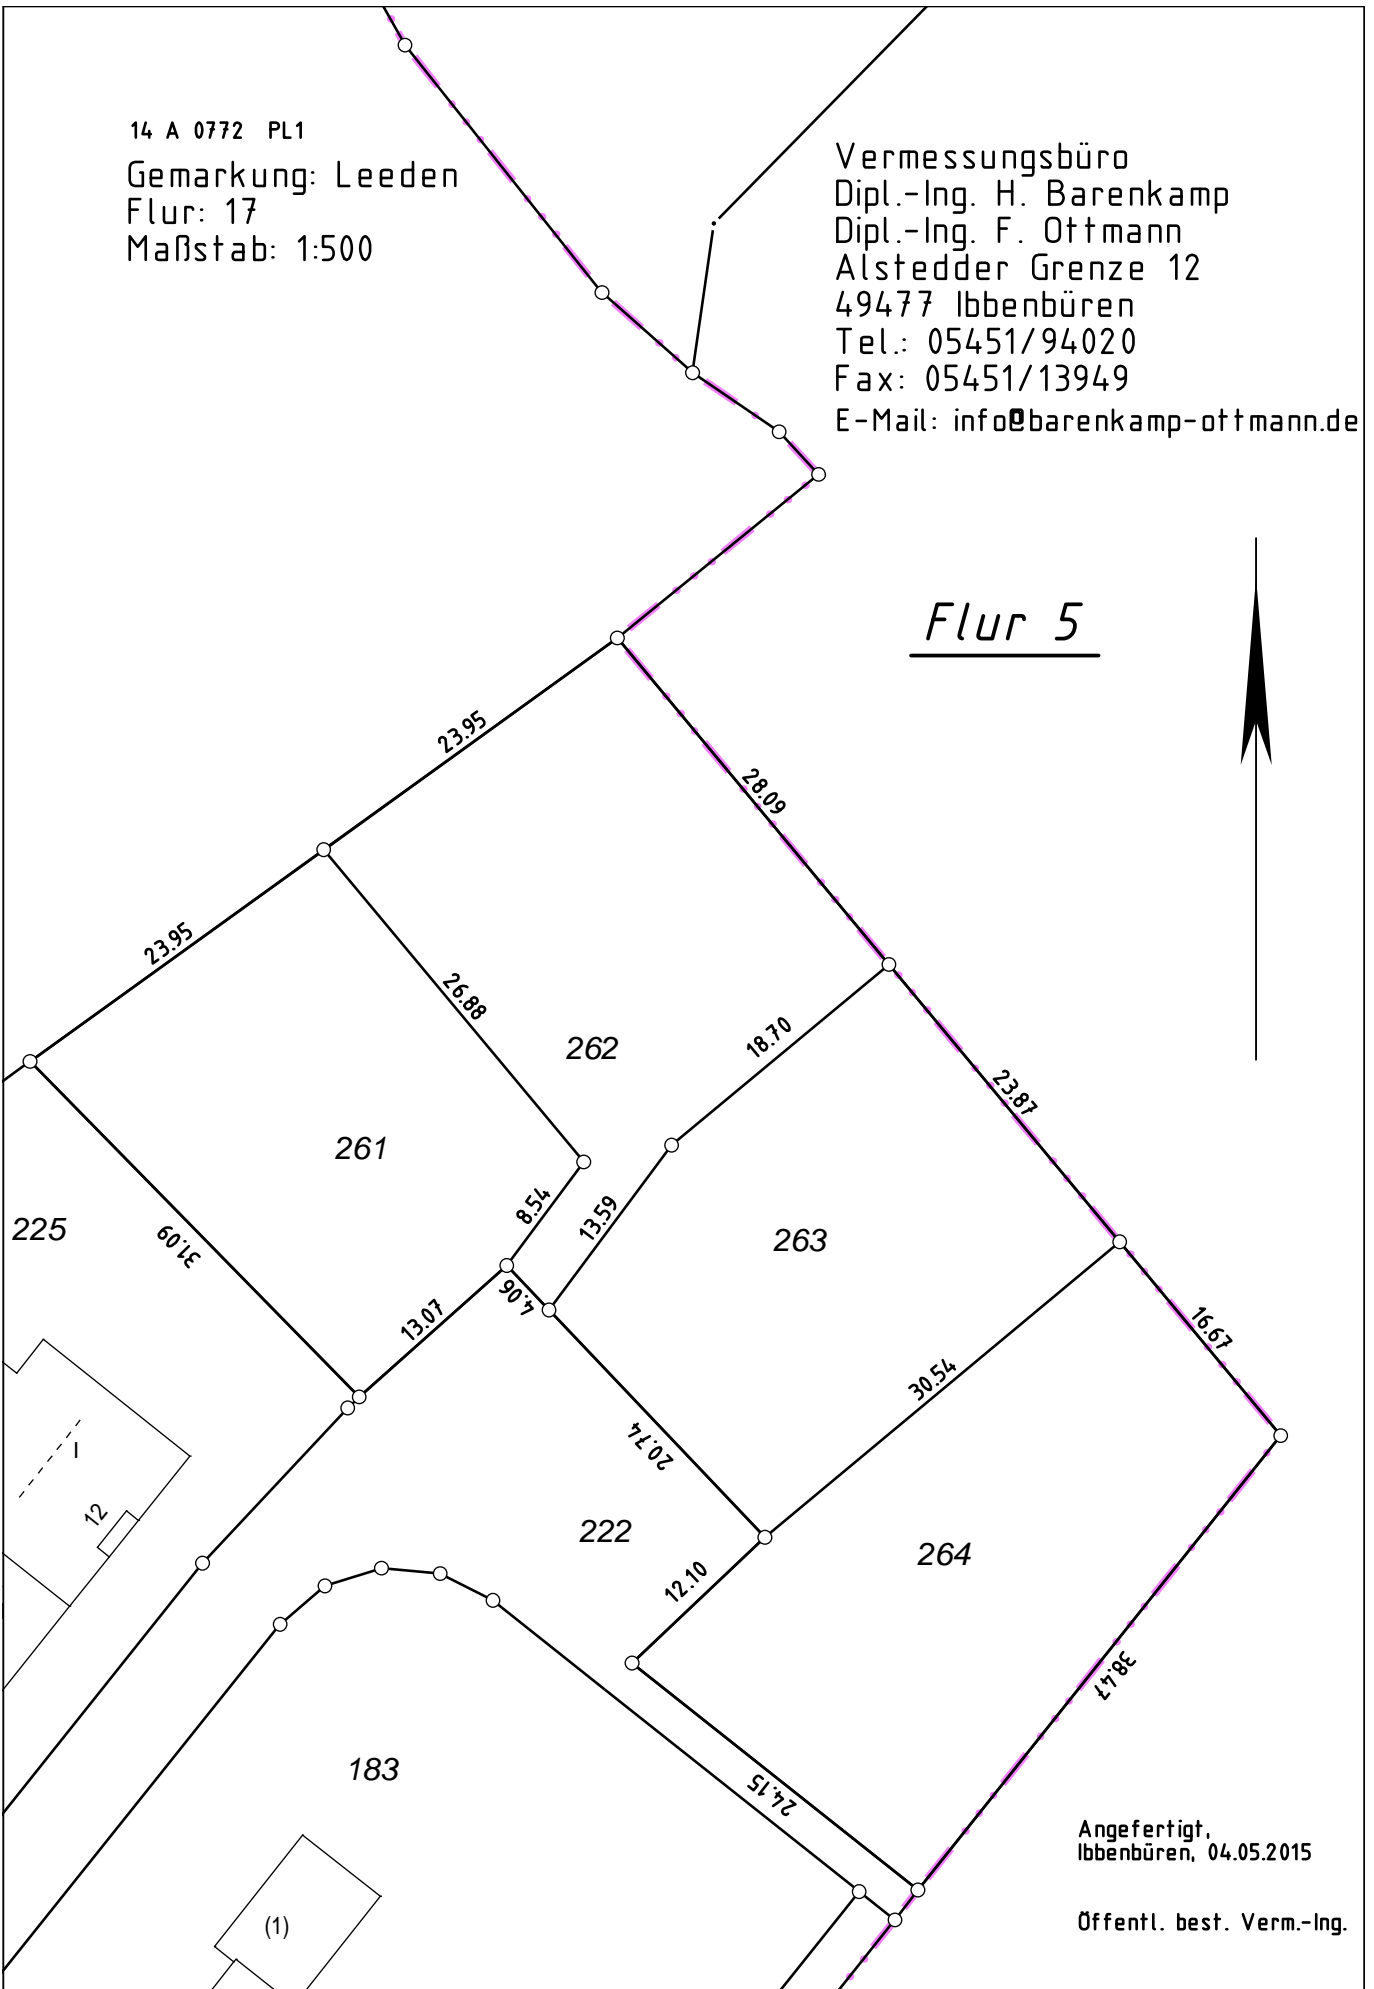 14 A 0772 PL1
Gemarkung: Leeden
Flur: 17
Maßstab: 1:500
Vermessungsbüro
Dipl.-Ing. H. Barenkamp
Dipl.-Ing. F. Ottmann
Alstedder Grenze 12
49477 Ibbenbüren
Tel.: 05451/94020
Fax: 05451/13949
E-Mail: info@barenkamp-ottmann.de
Flur 5
23.95
28.09
23.95
26.88
262
18.70
23.87
261
8.54
13.59
263
225
31.09
4.06
13.07
16.67
30.54
20.74
I
12
222
264
12.10
38.47
183
24.15
(1)
Angefertigt,
Ibbenbüren, 04.05.2015
Öffentl. best. Verm.-Ing.